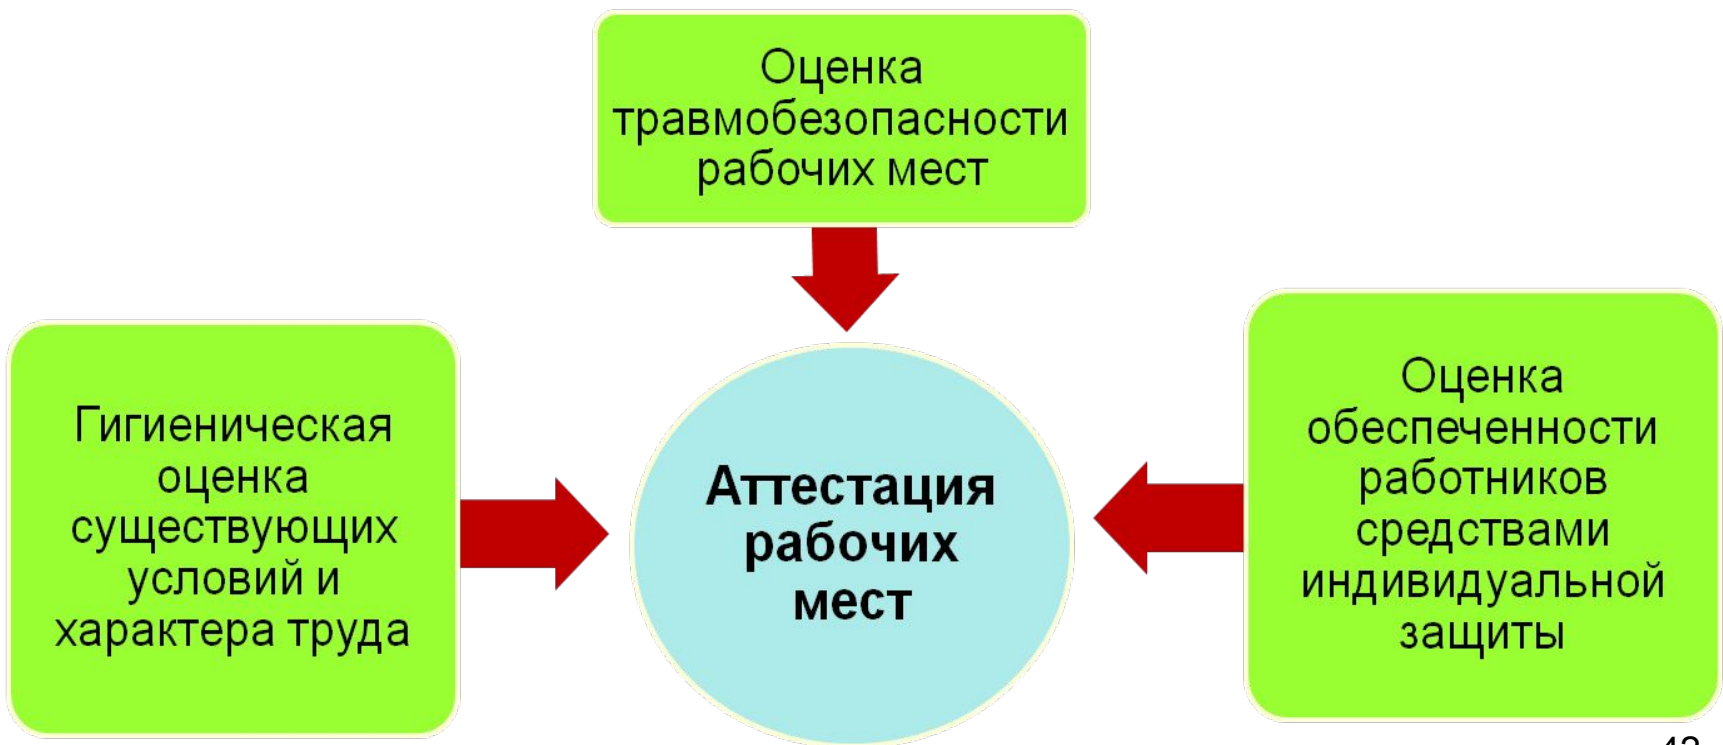 Оценка
травмобезопасности
рабочих мест
Гигиеническая
оценка
существующих
условий и
характера труда
Аттестация
рабочих
мест
Оценка
обеспеченности
работников
средствами
индивидуальной
защиты